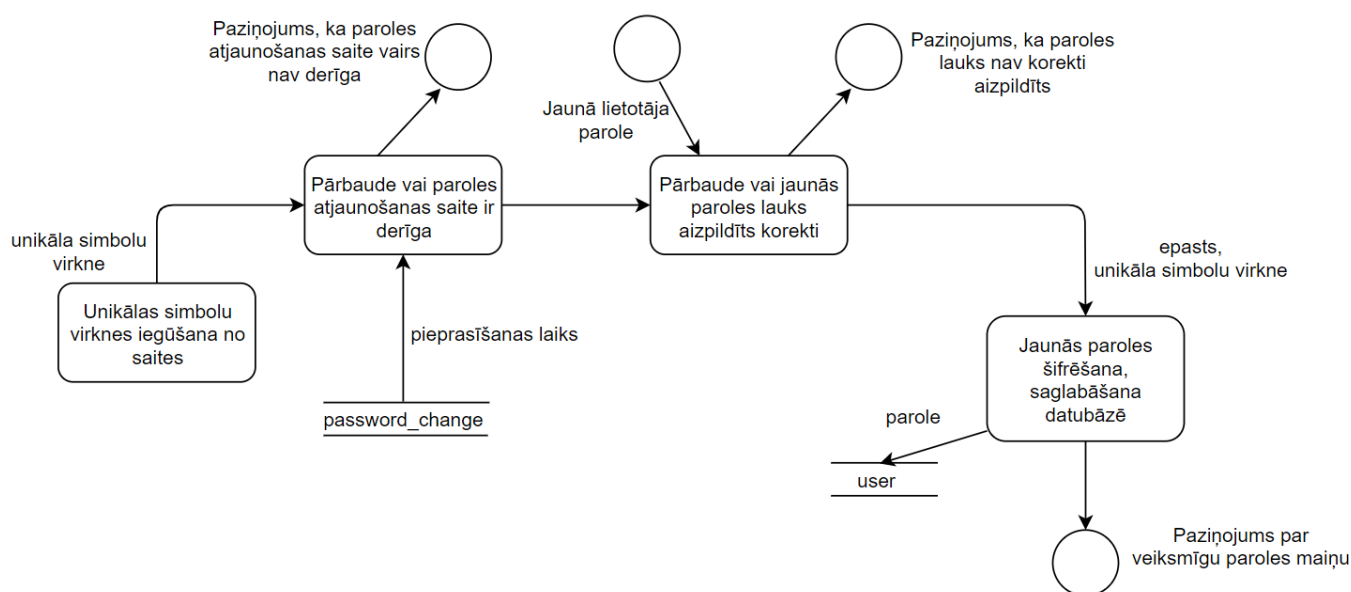 Paziņojums, ka paroles
atjaunošanas saite vairs
nav derīga
Jaunā lietotāja
parole
Paziņojums, ka paroles
lauks nav korekti
aizpildīts
Pārbaude vai paroles
atjaunošanas saite ir
derīga
Pārbaude vai jaunās
paroles lauks
aizpildīts korekti
unikāla simbolu
virkne
Unikālas simbolu
virknes iegūšana no
saites
pieprasīšanas laiks
password_change
epasts,
unikāla simbolu virkne
Jaunās paroles
šifrēšana,
saglabāšana
datubāzē
parole
user
Paziņojums par
veiksmīgu paroles maiņu